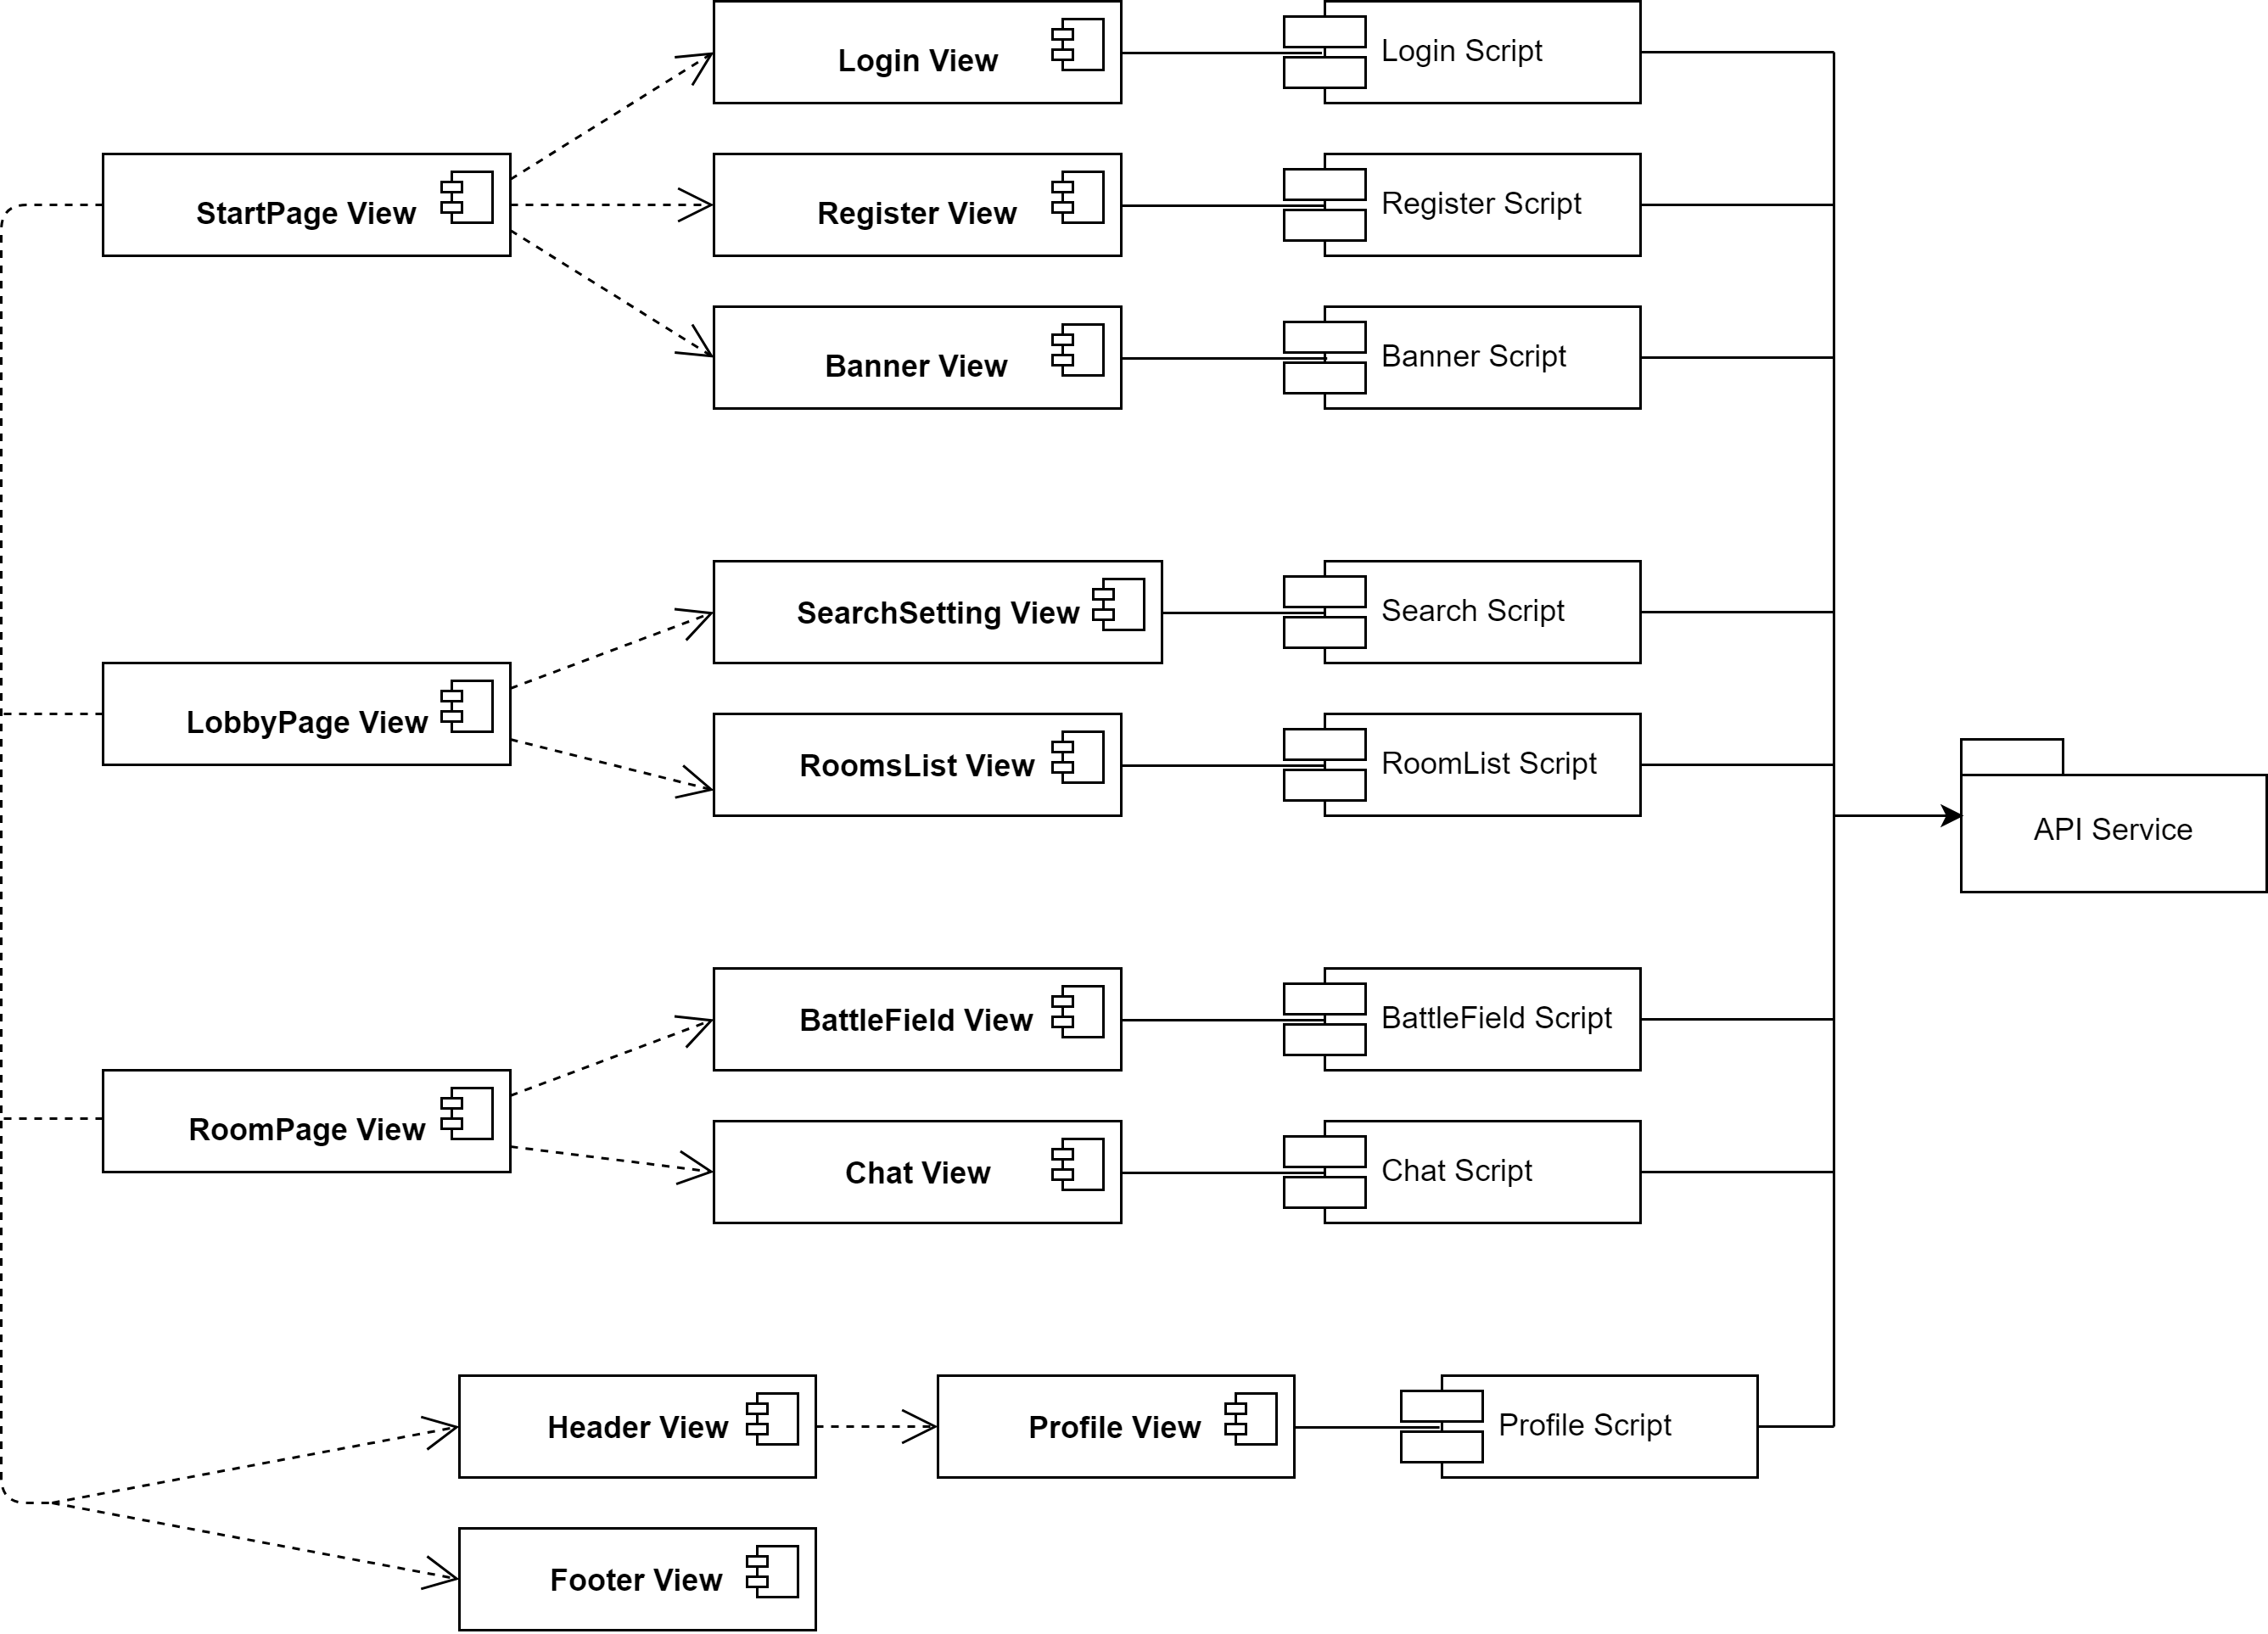 Login View
Login Script
StartPage View
Register View
Register Script
Banner View
Banner Script
SearchSetting View
Search Script
LobbyPage View
RoomsList View
RoomList Script
API Service
BattleField View
BattleField Script
RoomPage View
Chat View
Chat Script
Header View
Profile View
Profile Script
Footer View